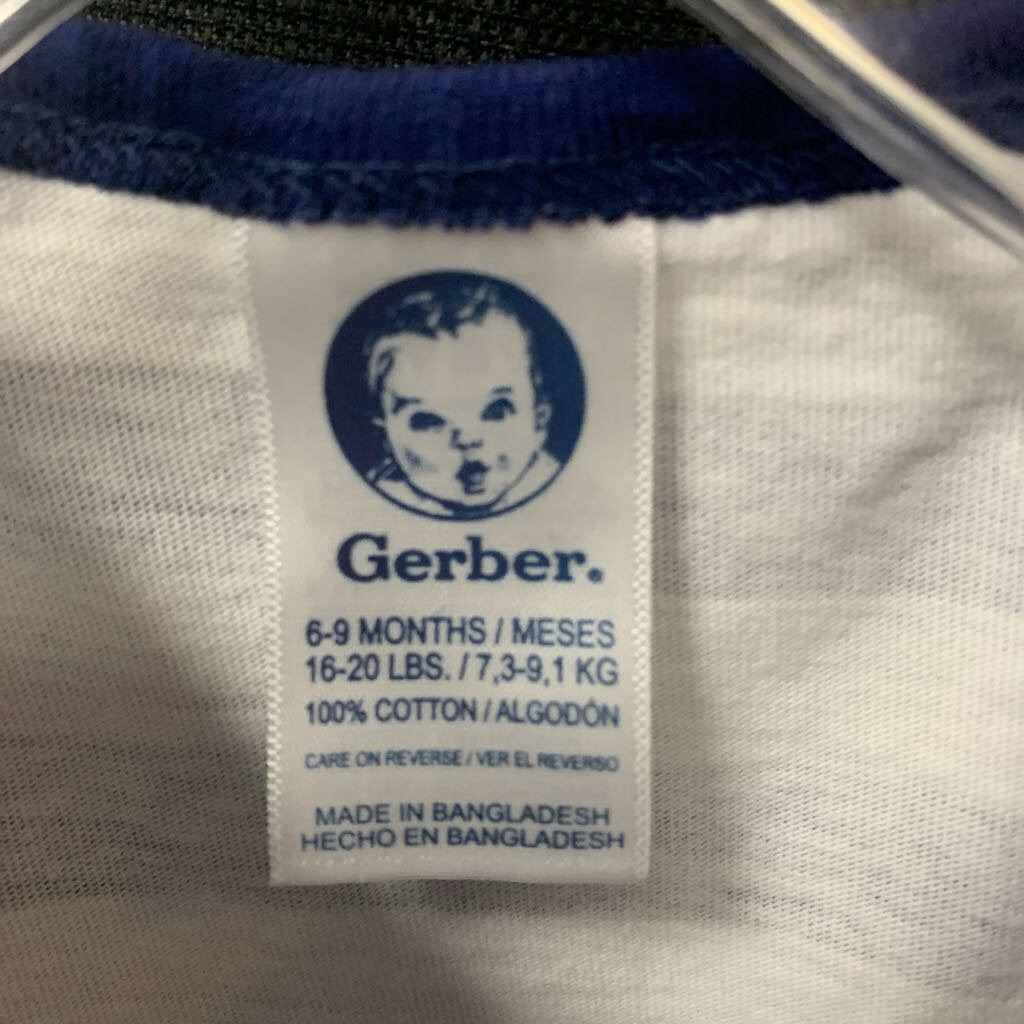 Gerber®
6-9 MONTHS / MESES
16-20 LBS. / 7,3-9,1 KG
100% COTTON / ALGODÓN
CARE ON REVERSE / VER EL REVERSO
MADE IN BANGLADESH
HECHO EN BANGLADESH